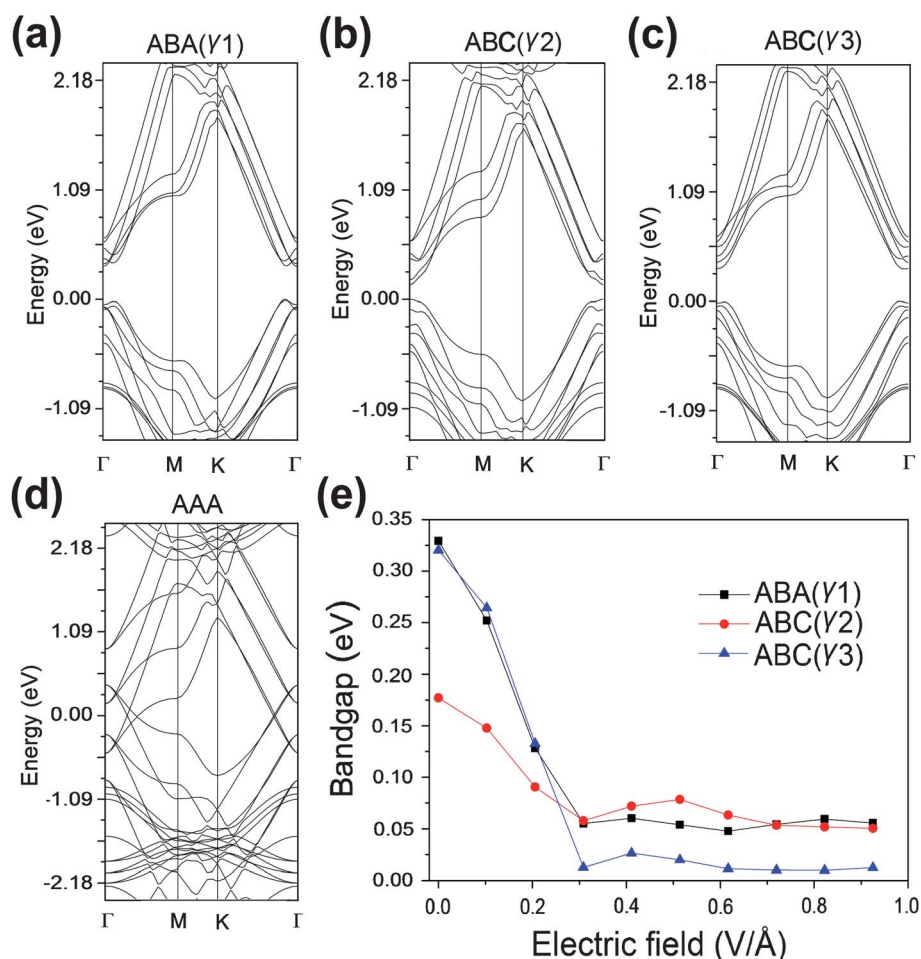 (a)
ABA(γ1)
(b)
ABC(γ2)
(c)
ABC(γ3)
Energy (eV)
2.18
1.09
0.00
-1.09
Γ M K Γ
Energy (eV)
2.18
1.09
0.00
-1.09
Γ M K Γ
Energy (eV)
2.18
1.09
0.00
-1.09
Γ M K Γ
(d)
AAA
Energy (eV)
2.18
1.09
0.00
-1.09
-2.18
Γ M K Γ
(e)
Bandgap (eV)
0.35
0.30
0.25
0.20
0.15
0.10
0.05
0.00
ABA(γ1)
ABC(γ2)
ABC(γ3)
0.0 0.2 0.4 0.6 0.8 1.0
Electric field (V/Å)